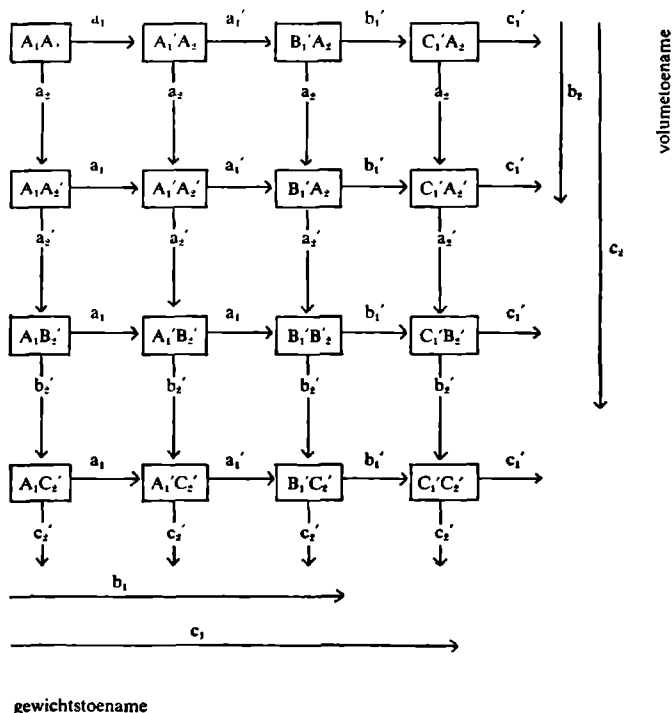 a₁ a₁′ b₁′ c₁′
A₁A₂ A₁′A₂ B₁′A₂ C₁′A₂
a₂ a₂ a₂ a₂ b₂
volumetoename
a₁ a₁′ b₁′ c₁′
A₁A₂′ A₁′A₂′ B₁′A₂ C₁′A₂′
a₂′ a₂′ a₂′ a₂′
c₂
a₁ a₁ b₁′ c₁′
A₁B₂′ A₁′B₂′ B₁′B′₂ C₁′B₂′
b₂′ b₂′ b₂′ b₂′
a₁ a₁′ b₁′ c₁′
A₁C₂′ A₁′C₂′ B₁′C₂′ C₁′C₂′
c₂′ c₂′ c₂′ c₂′
b₁
c₁
gewichtstoename